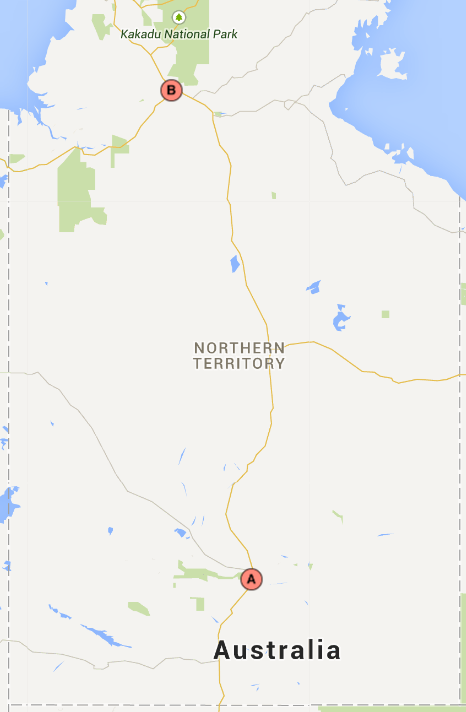 Kakadu National Park
B
NORTHERN
TERRITORY
A
Australia